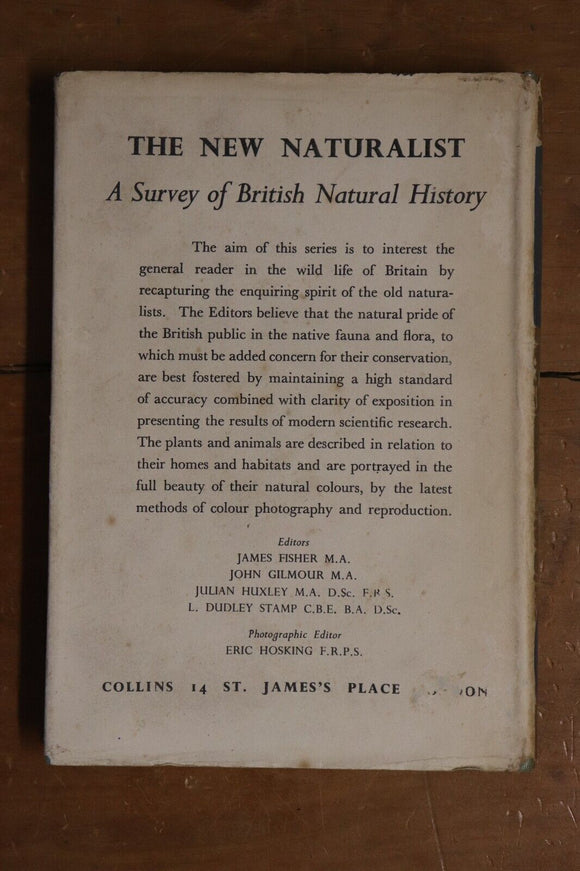 THE NEW NATURALIST
A Survey of British Natural History
The aim of this series is to interest the
general reader in the wild life of Britain by
recapturing the enquiring spirit of the old natura-
lists. The Editors believe that the natural pride of
the British public in the native fauna and flora, to
which must be added concern for their conservation,
are best fostered by maintaining a high standard
of accuracy combined with clarity of exposition in
presenting the results of modern scientific research.
The plants and animals are described in relation to
their homes and habitats and are portrayed in the
full beauty of their natural colours, by the latest
methods of colour photography and reproduction.
Editors
JAMES FISHER M.A.
JOHN GILMOUR M.A.
JULIAN HUXLEY M.A. D.Sc. F.R.S.
L. DUDLEY STAMP C.B.E. B.A. D.Sc.
Photographic Editor
ERIC HOSKING F.R.P.S.
COLLINS 14 ST. JAMES'S PLACE